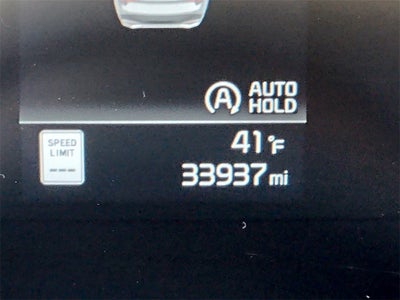 A AUTO
HOLD
SPEED
LIMIT
---
41°F
33937 mi